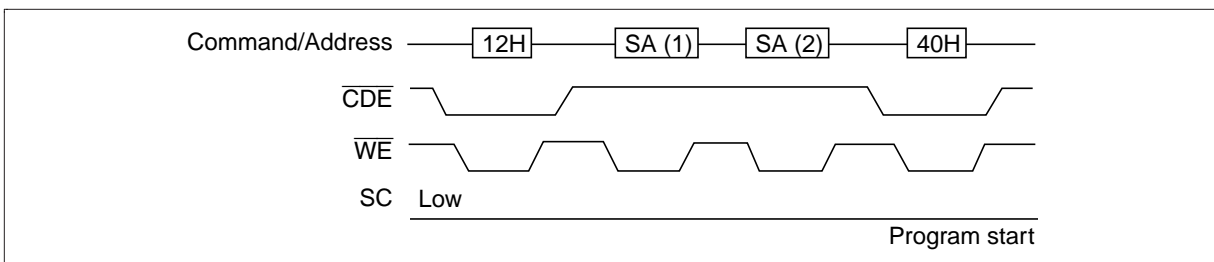 Command/Address 12H SA (1) SA (2) 40H
CDE
WE
SC Low
Program start